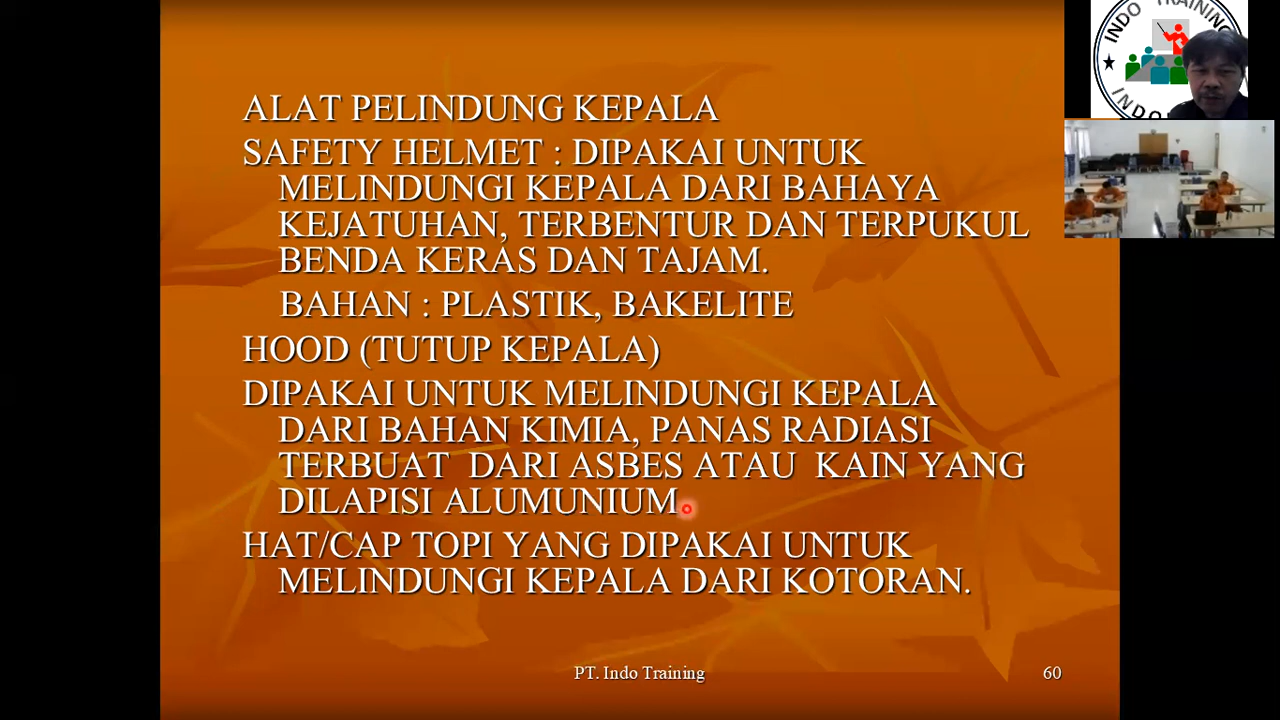 ALAT PELINDUNG KEPALA
SAFETY HELMET : DIPAKAI UNTUK
MELINDUNGI KEPALA DARI BAHAYA
KEJATUHAN, TERBENTUR DAN TERPUKUL
BENDA KERAS DAN TAJAM.
BAHAN : PLASTIK, BAKELITE
HOOD (TUTUP KEPALA)
DIPAKAI UNTUK MELINDUNGI KEPALA
DARI BAHAN KIMIA, PANAS RADIASI
TERBUAT DARI ASBES ATAU KAIN YANG
DILAPISI ALUMUNIUM.
HAT/CAP TOPI YANG DIPAKAI UNTUK
MELINDUNGI KEPALA DARI KOTORAN.
PT. Indo Training
60
INDO TRAINING